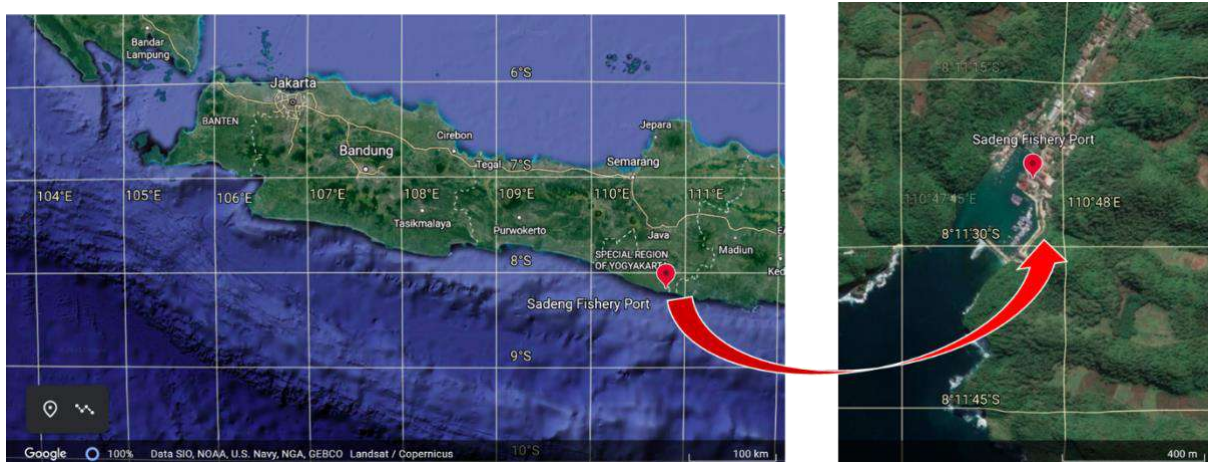 Bandar
Lampung
Jakarta
6°S
BANTEN
Cirebon
Jepara
Bandung
Tegal
7°S
Semarang
104°E
105°E
106°E
107°E
108°E
109°E
110°E
111°E
Tasikmalaya
Purwokerto
Java
Madiun
SPECIAL REGION
OF YOGYAKARTA
8°S
Ked
Sadeng Fishery Port
9°S
10°S
Google
100%
Data SIO, NOAA, U.S. Navy, NGA, GEBCO Landsat / Copernicus
100 km
8°11'15"S
Sadeng Fishery Port
110°47'45"E
110°48'E
8°11'30"S
8°11'45"S
400 m